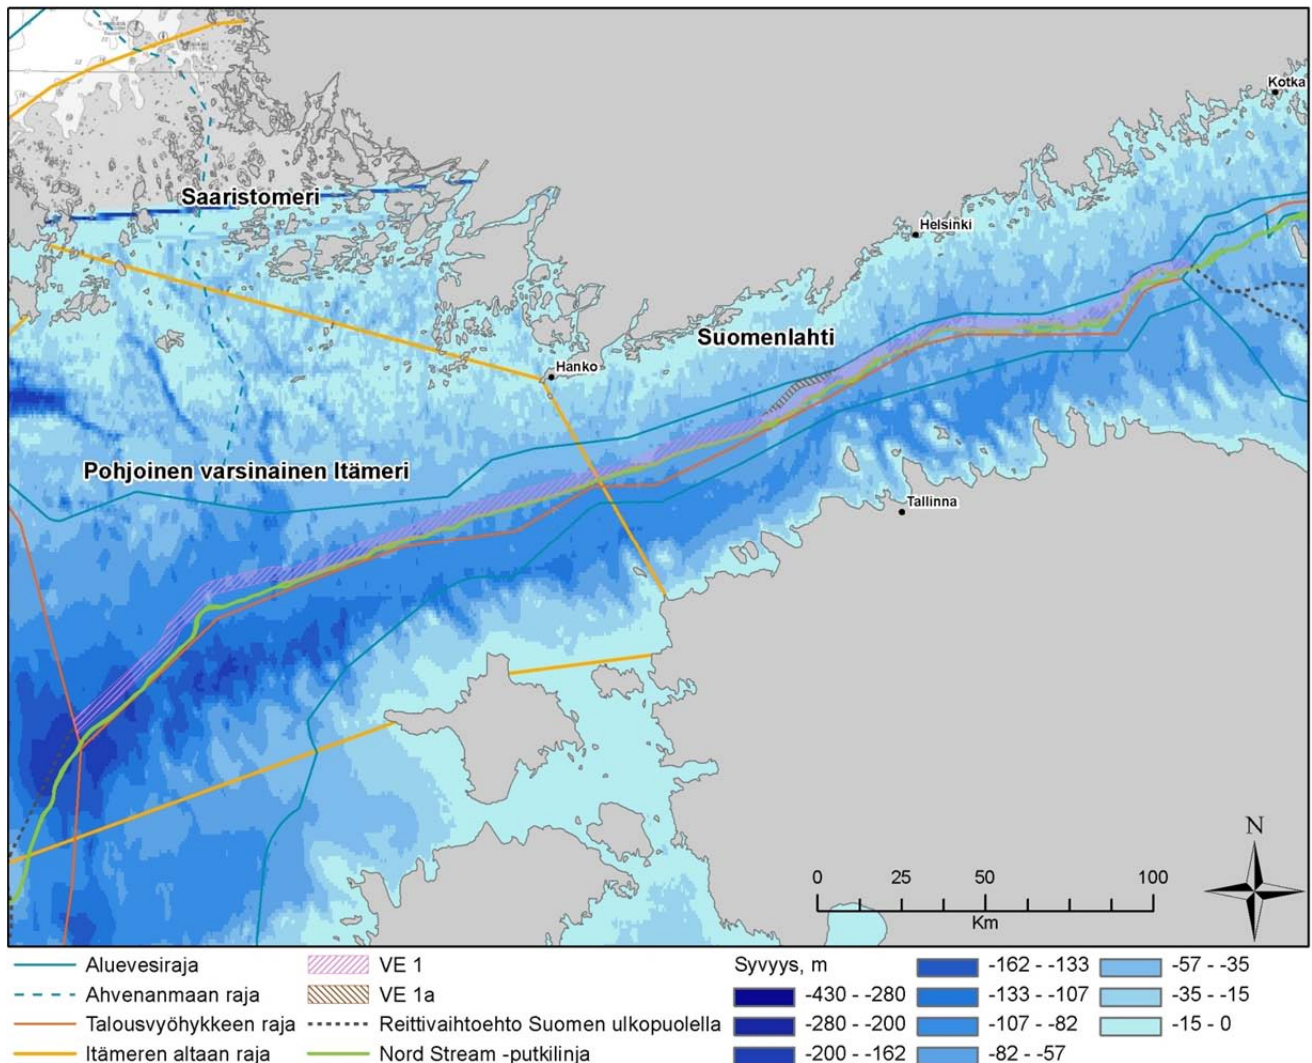 Kotka
Saaristomeri
Helsinki
Suomenlahti
Hanko
Pohjoinen varsinainen Itämeri
Tallinna
N
0 25 50 100
Km
Aluevesiraja
Ahvenanmaan raja
Talousvyöhykkeen raja
Itämeren altaan raja
VE 1
VE 1a
Reittivaihtoehto Suomen ulkopuolella
Nord Stream -putkilinja
Syvyys, m
-430 - -280
-280 - -200
-200 - -162
-162 - -133
-133 - -107
-107 - -82
-82 - -57
-57 - -35
-35 - -15
-15 - 0